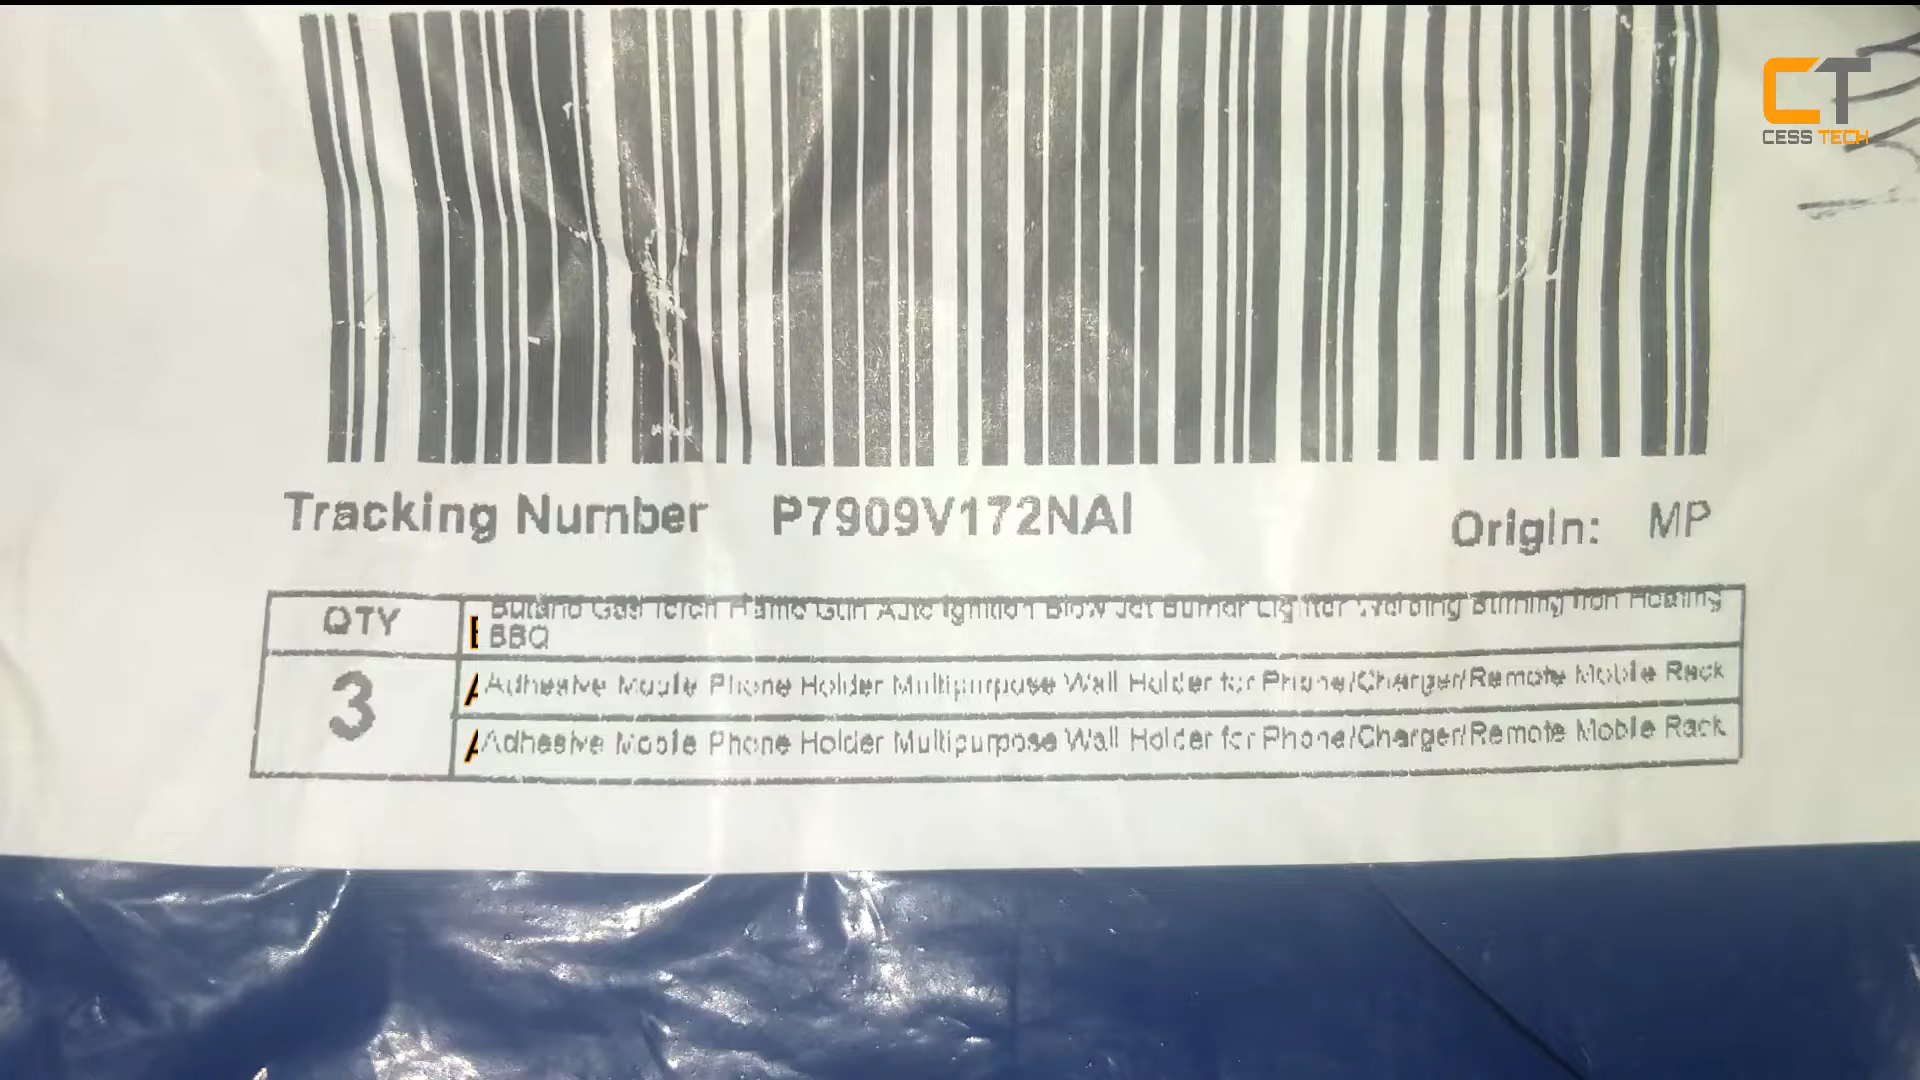 CT
CESS TECH
Tracking Number P7909V172NAI
Origin: MP
QTY
3
Butane Gas Torch Flame Gun Auto Ignition Blow Jet Burner Lighter Welding Burning Iron Heating
BBQ
Adhesive Mobile Phone Holder Multipurpose Wall Holder for Phone/Charger/Remote Mobile Rack
Adhesive Mobile Phone Holder Multipurpose Wall Holder for Phone/Charger/Remote Mobile Rack